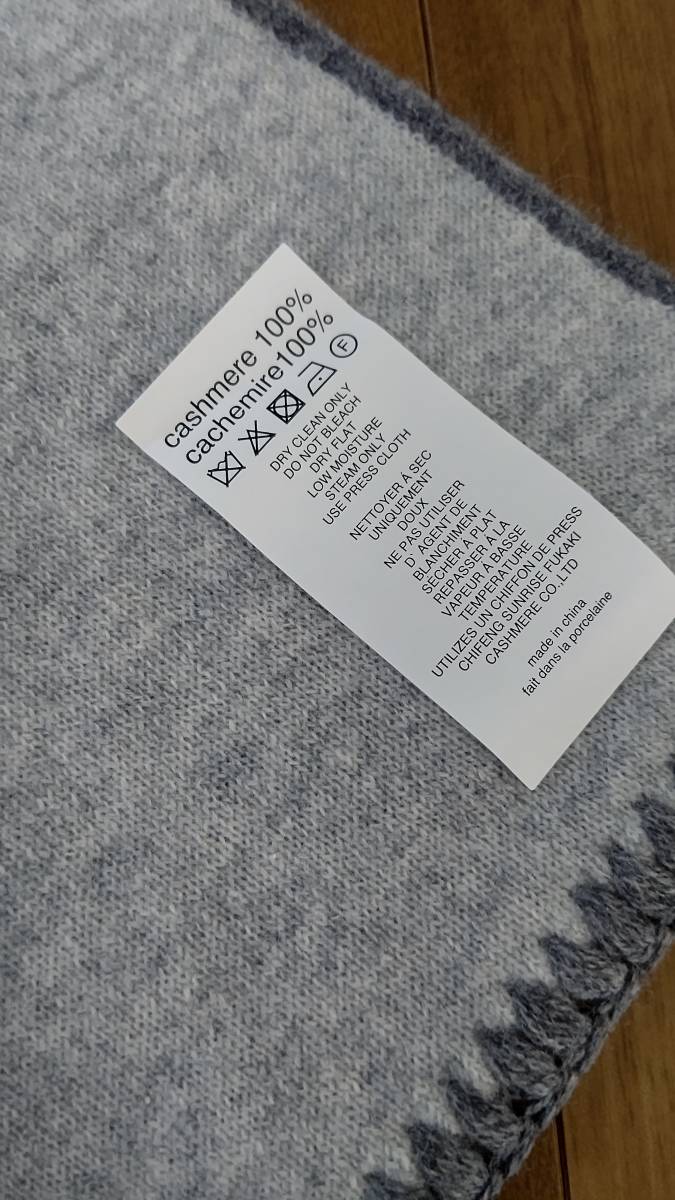 cashmere 100%
cachemire100%
F
DRY CLEAN ONLY
DO NOT BLEACH
DRY FLAT
LOW MOISTURE
STEAM ONLY
USE PRESS CLOTH
NETTOYER Á SEC
UNIQUEMENT
DOUX
NE PAS UTILISER
D' AGENT DE
BLANCHIMENT
SÉCHER À PLAT
REPASSER Á LA
VAPEUR À BASSE
TEMPÉRATURE
UTILIZES UN CHIFFON DE PRESS
CHIFENG SUNRISE FUKAKI
CASHMERE CO.,LTD
made in china
fait dans la porcelaine